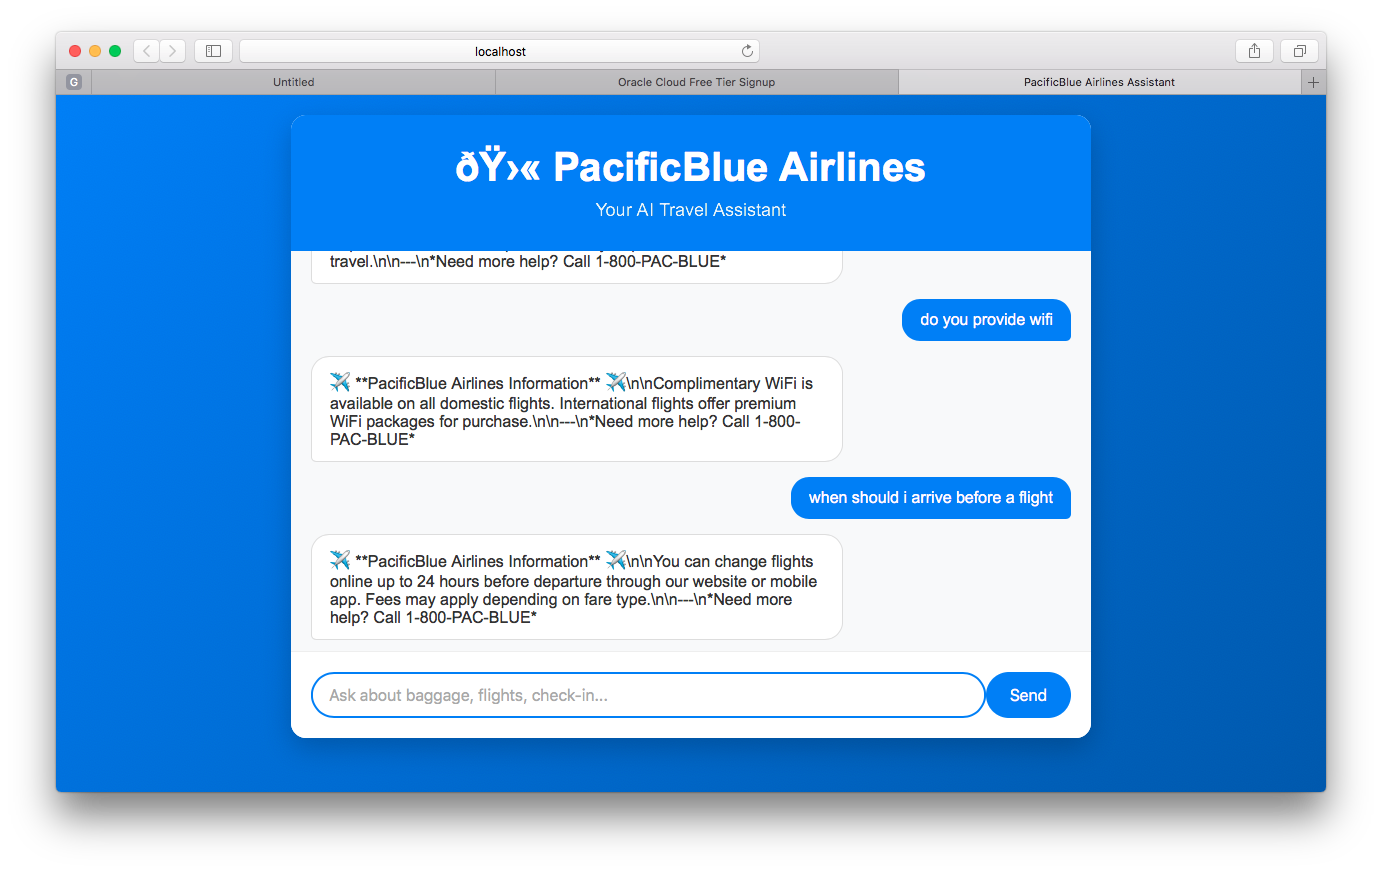 localhost
G
Untitled
Oracle Cloud Free Tier Signup
PacificBlue Airlines Assistant
ðŸ›« PacificBlue Airlines
Your AI Travel Assistant
travel.\n\n---\n*Need more help? Call 1-800-PAC-BLUE*
do you provide wifi
✈️ **PacificBlue Airlines Information** ✈️\n\nComplimentary WiFi is
available on all domestic flights. International flights offer premium
WiFi packages for purchase.\n\n---\n*Need more help? Call 1-800-
PAC-BLUE*
when should i arrive before a flight
✈️ **PacificBlue Airlines Information** ✈️\n\nYou can change flights
online up to 24 hours before departure through our website or mobile
app. Fees may apply depending on fare type.\n\n---\n*Need more
help? Call 1-800-PAC-BLUE*
Ask about baggage, flights, check-in...
Send